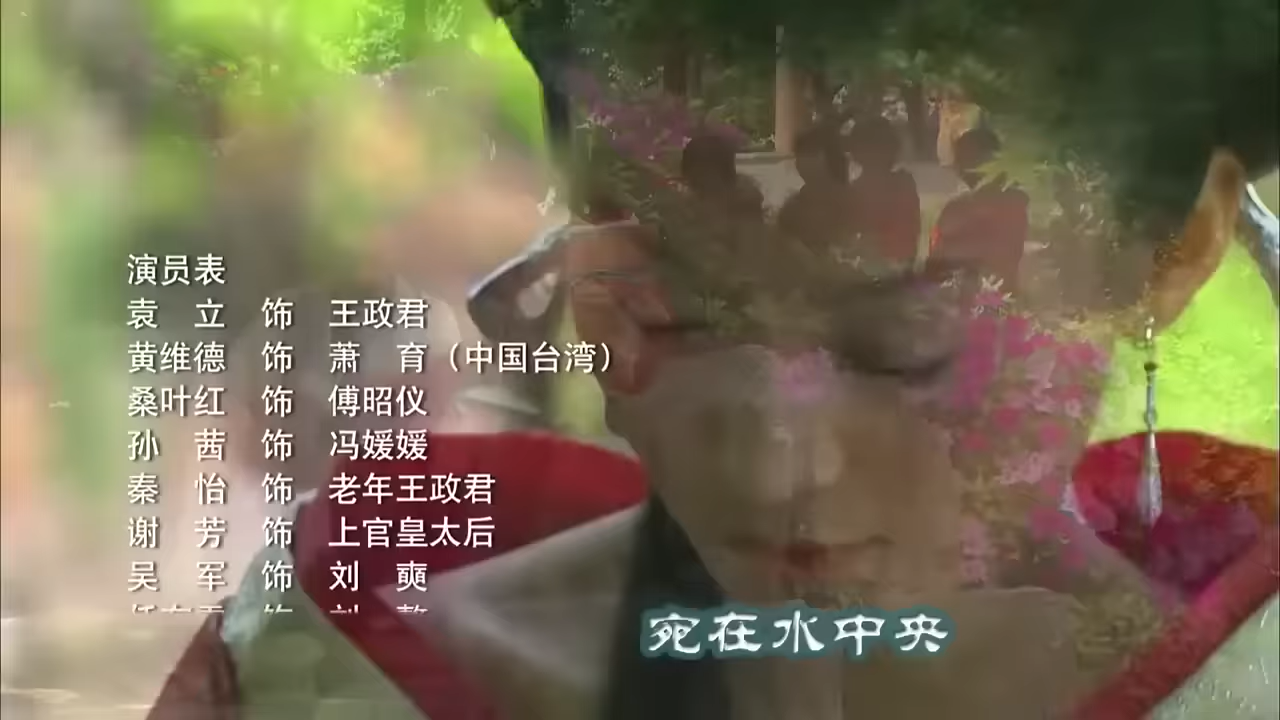 演员表
袁　立　饰　王政君
黄维德　饰　萧　育（中国台湾）
桑叶红　饰　傅昭仪
孙　茜　饰　冯媛媛
秦　怡　饰　老年王政君
谢　芳　饰　上官皇太后
吴　军　饰　刘　奭
宛在水中央